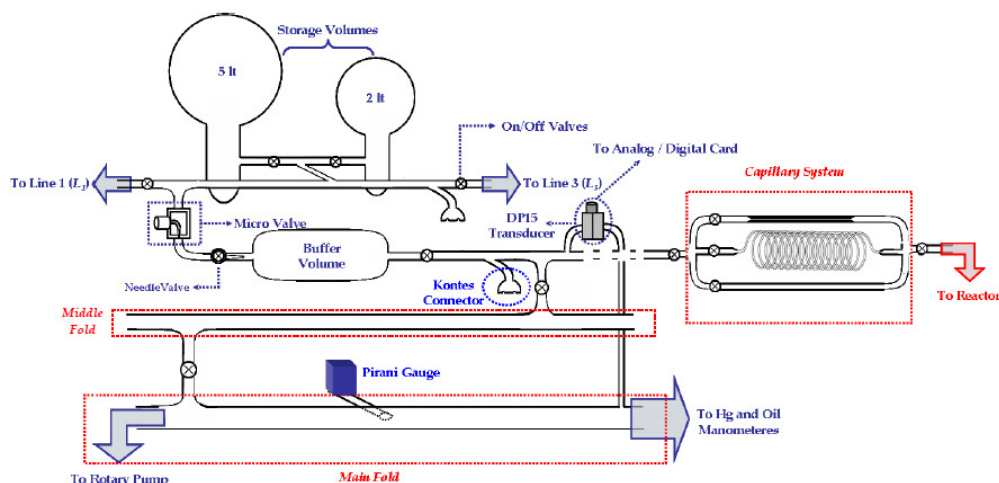 Storage Volumes
5 lt
2 lt
On/Off Valves
To Analog / Digital Card
To Line 1 (L1)
To Line 3 (L3)
Capillary System
DP15
Transducer
Micro Valve
Buffer
Volume
NeedleValve
Kontes
Connector
To Reactor
Middle
Fold
Pirani Gauge
To Hg and Oil
Manometeres
To Rotary Pump
Main Fold